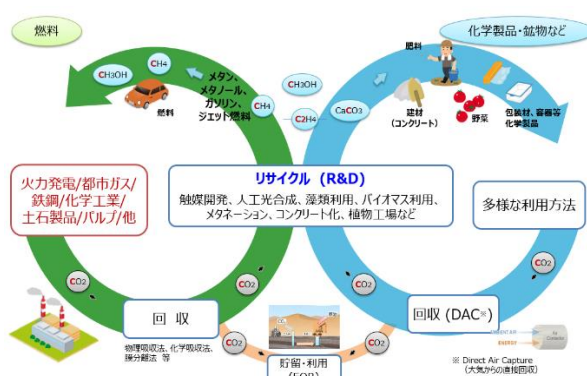 燃料
化学製品・鉱物など
肥料
CH4
CH3OH
メタン、
メタノール、
ガソリン、
ジェット燃料
燃料
CH4
CH3OH
C2H4
CaCO3
建材
(コンクリート)
野菜
包装材、容器等
化学製品
火力発電/都市ガス/
鉄鋼/化学工業/
土石製品/パルプ/他
リサイクル (R&D)
触媒開発、人工光合成、藻類利用、バイオマス利用、
メタネーション、コンクリート化、植物工場など
多様な利用方法
CO2
CO2
CO2
CO2
回 収
物理吸収法、化学吸収法、
膜分離法 等
CO2
CO2
貯留・利用
(EOR)
回収 (DAC※)
AMBIENT AIR
ENERGY
Air
Contactor
※ Direct Air Capture
(大気からの直接回収)